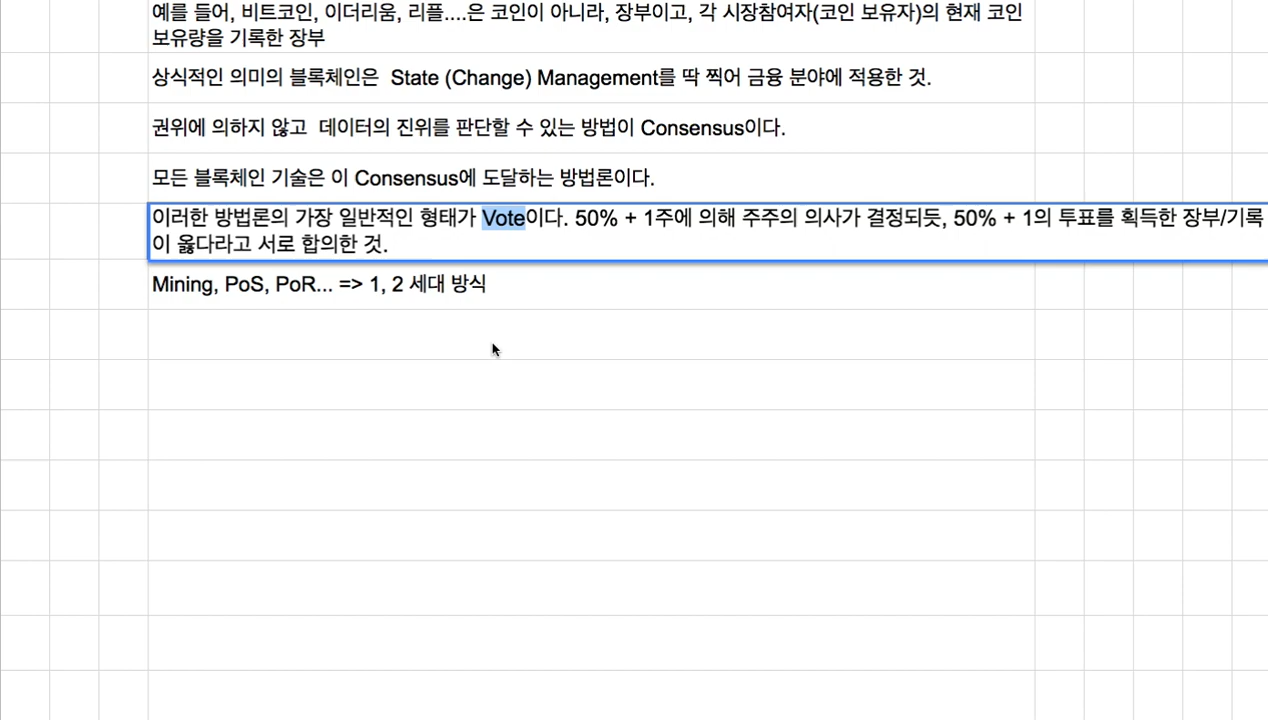 예를 들어, 비트코인, 이더리움, 리플....은 코인이 아니라, 장부이고, 각 시장참여자(코인 보유자)의 현재 코인
보유량을 기록한 장부
상식적인 의미의 블록체인은  State (Change) Management를 딱 찍어 금융 분야에 적용한 것.
권위에 의하지 않고  데이터의 진위를 판단할 수 있는 방법이 Consensus이다.
모든 블록체인 기술은 이 Consensus에 도달하는 방법론이다.
이러한 방법론의 가장 일반적인 형태가 Vote이다. 50% + 1주에 의해 주주의 의사가 결정되듯, 50% + 1의 투표를 획득한 장부/기록
이 옳다라고 서로 합의한 것.
Mining, PoS, PoR... => 1, 2 세대 방식